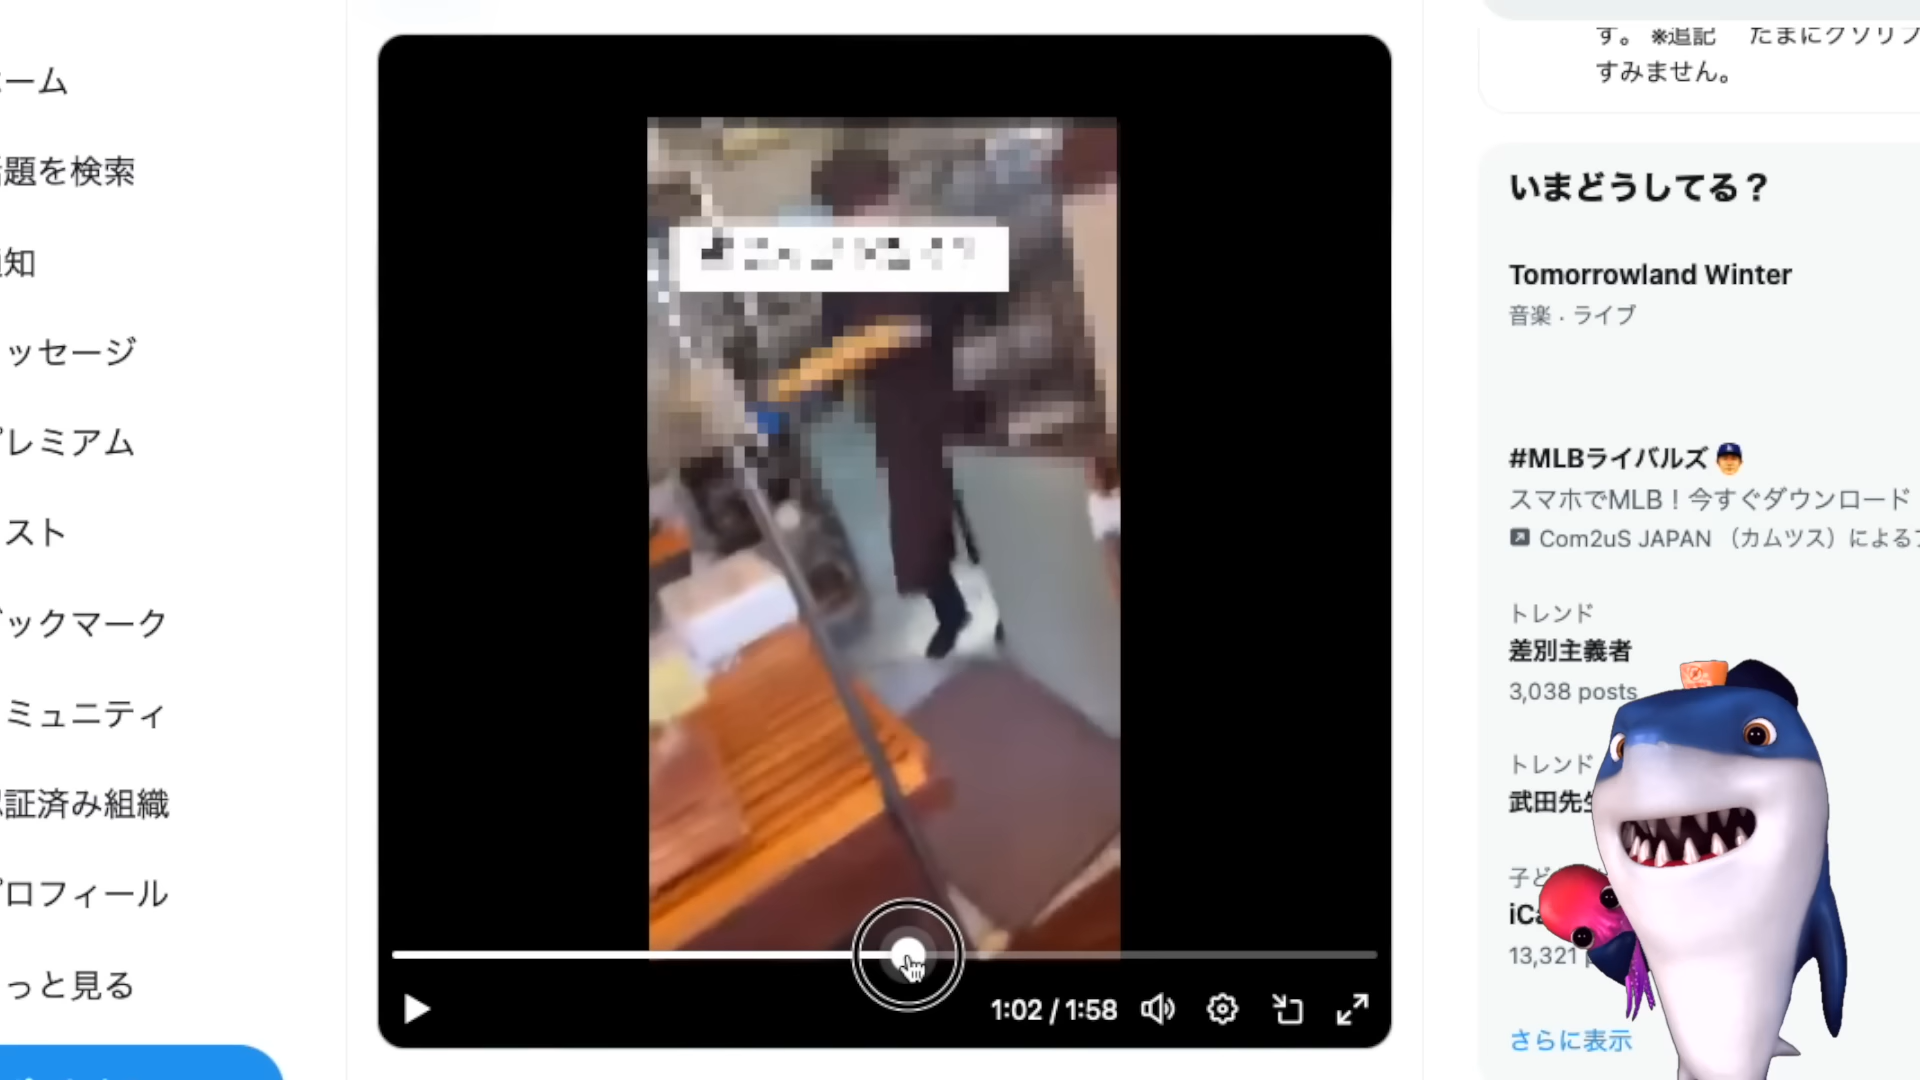 ーム
題を検索
知
ッセージ
レミアム
スト
ックマーク
ミュニティ
証済み組織
ロフィール
っと見る
1:02 / 1:58
す。 ※追記 たまにクソリプ
すみません。
いまどうしてる？
Tomorrowland Winter
音楽 · ライブ
#MLBライバルズ
スマホでMLB！今すぐダウンロード
Com2uS JAPAN （カムツス）による
トレンド
差別主義者
3,038 posts
トレンド
武田先生
子ど
iCa
13,321
さらに表示